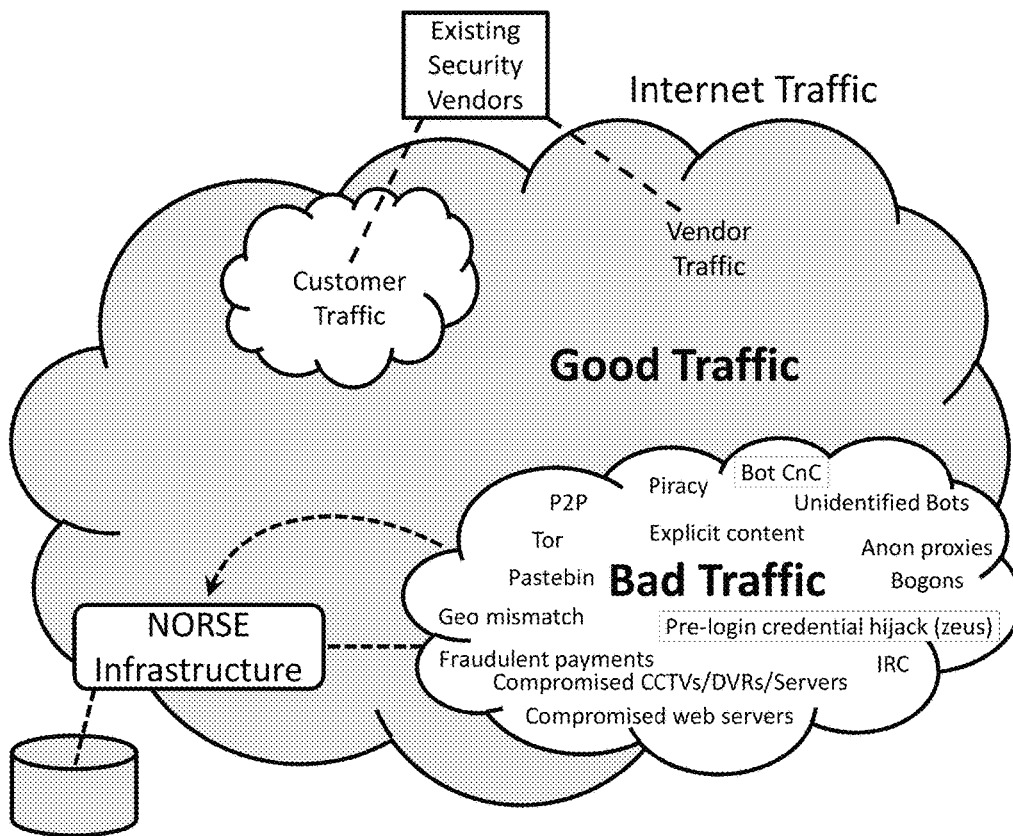 Existing
Security
Vendors
Internet Traffic
Vendor
Traffic
Customer
Traffic
Good Traffic
Bot CnC
Piracy
P2P
Unidentified Bots
Explicit content
Tor
Anon proxies
Pastebin
Bad Traffic
Bogons
Geo mismatch
Pre-login credential hijack (zeus)
NORSE
Infrastructure
Fraudulent payments
IRC
Compromised CCTVs/DVRs/Servers
Compromised web servers